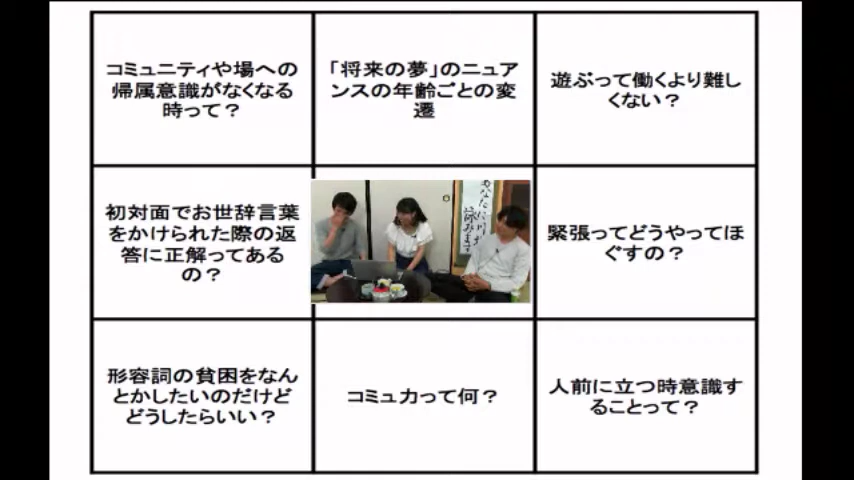 コミュニティや場への
帰属意識がなくなる
時って？
「将来の夢」のニュア
ンスの年齢ごとの変
遷
遊ぶって働くより難し
くない？
初対面でお世辞言葉
をかけられた際の返
答に正解ってある
の？
緊張ってどうやってほ
ぐすの？
形容詞の貧困をなん
とかしたいのだけど
どうしたらいい？
コミュ力って何？
人前に立つ時意識す
ることって？